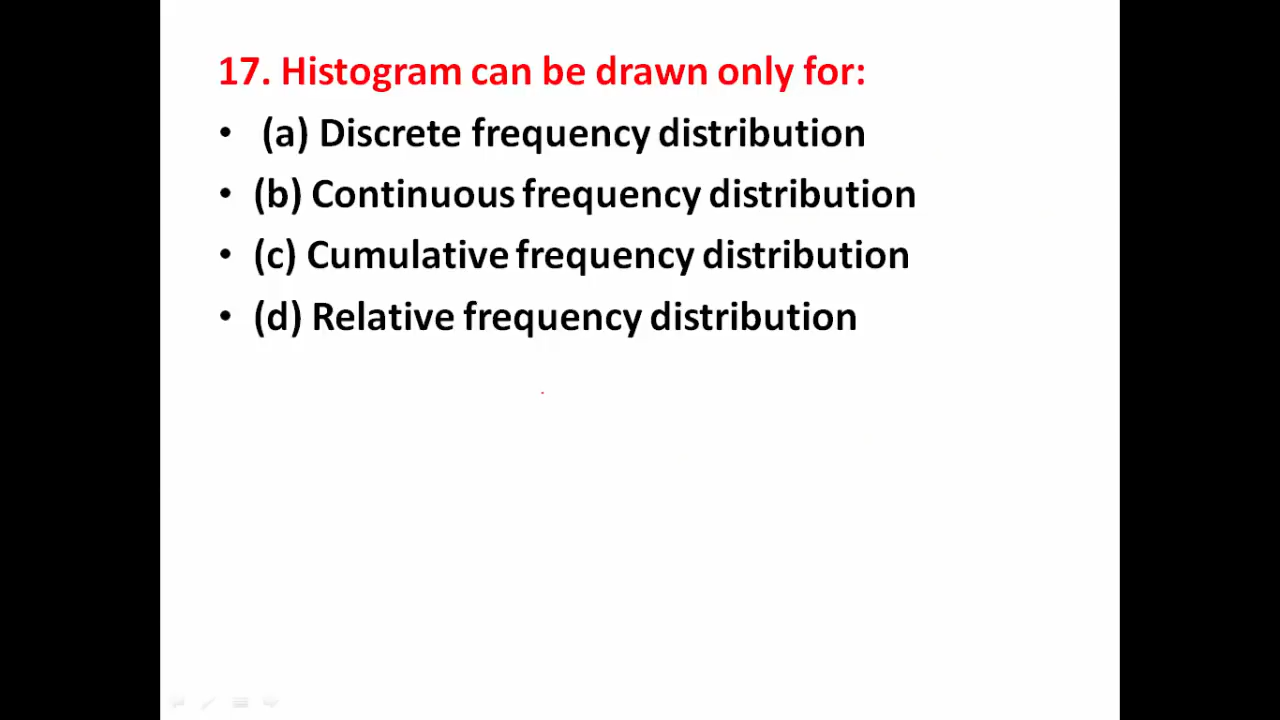 17. Histogram can be drawn only for:
• (a) Discrete frequency distribution
• (b) Continuous frequency distribution
• (c) Cumulative frequency distribution
• (d) Relative frequency distribution